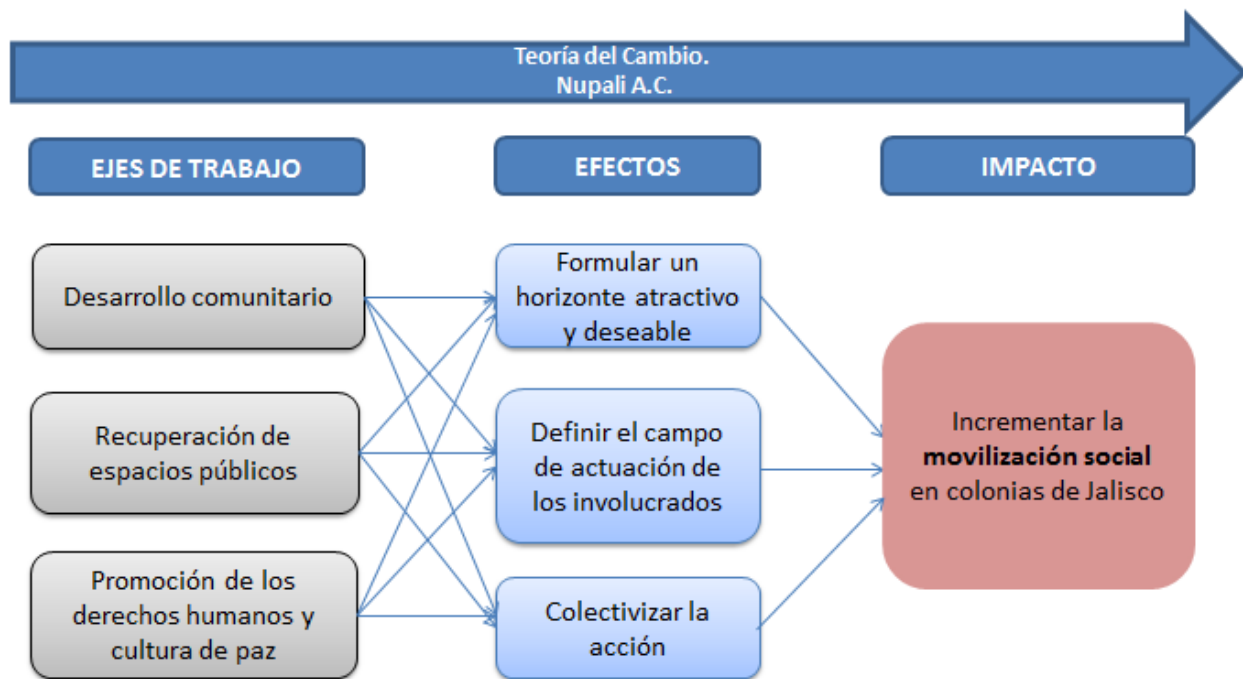 Teoría del Cambio.
Nupali A.C.
EJES DE TRABAJO
EFECTOS
IMPACTO
Desarrollo comunitario
Recuperación de
espacios públicos
Promoción de los
derechos humanos y
cultura de paz
Formular un
horizonte atractivo
y deseable
Definir el campo
de actuación de
los involucrados
Colectivizar la
acción
Incrementar la
movilización social
en colonias de Jalisco